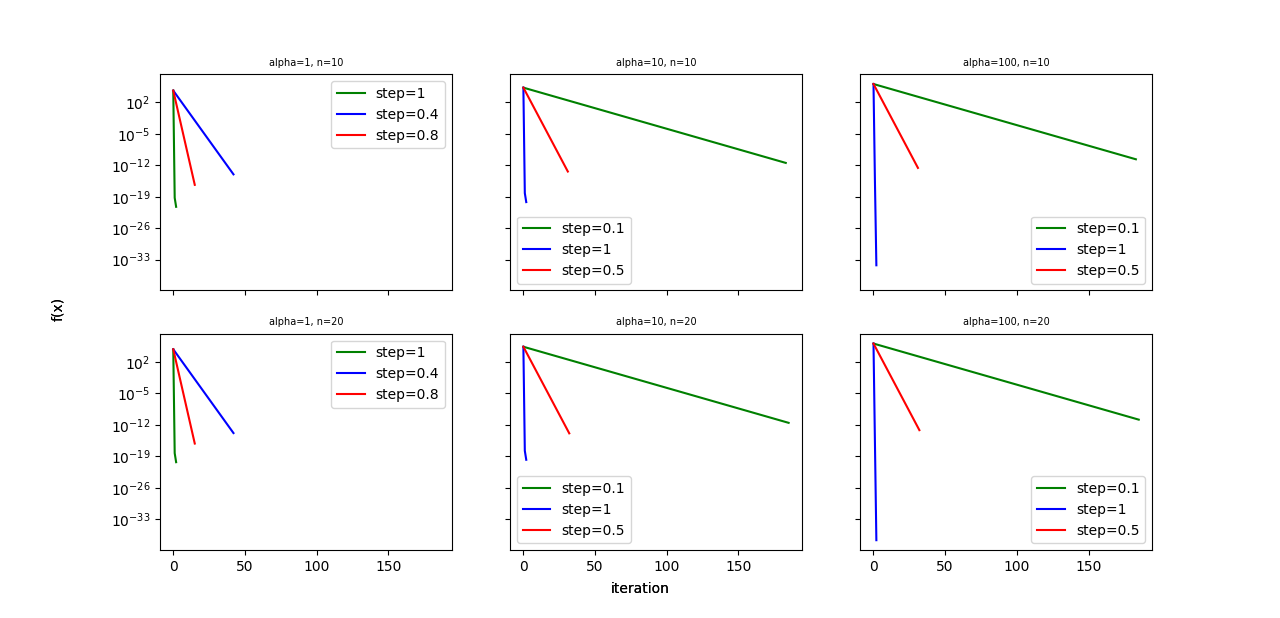 alpha=1, n=10
alpha=10, n=10
alpha=100, n=10
10²
10⁻⁵
10⁻¹²
10⁻¹⁹
10⁻²⁶
10⁻³³
step=1
step=0.4
step=0.8
step=0.1
step=1
step=0.5
step=0.1
step=1
step=0.5
f(x)
alpha=1, n=20
alpha=10, n=20
alpha=100, n=20
10²
10⁻⁵
10⁻¹²
10⁻¹⁹
10⁻²⁶
10⁻³³
step=1
step=0.4
step=0.8
step=0.1
step=1
step=0.5
step=0.1
step=1
step=0.5
0 50 100 150
0 50 100 150
0 50 100 150
iteration